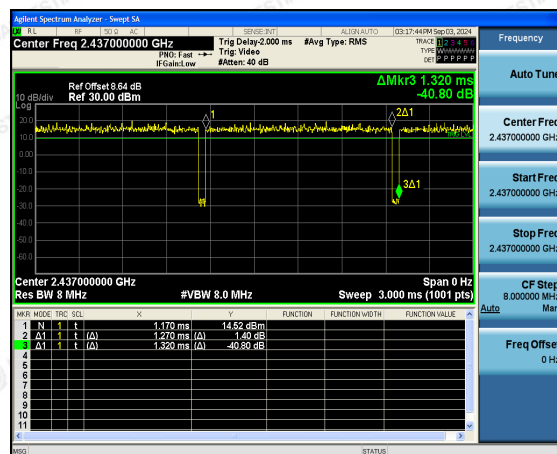 Agilent Spectrum Analyzer - Swept SA
RL RF 50 Ω AC SENSE:INT ALIGNAUTO 03:17:44PM Sep 03, 2024
Center Freq 2.437000000 GHz
PNO: Fast
IFGain:Low
Trig Delay-2.000 ms
Trig: Video
#Atten: 40 dB
#Avg Type: RMS
TRACE 1 2 3 4 5 6
TYPE
DET P P P P P P
Ref Offset 8.64 dB
Ref 30.00 dBm
10 dB/div
Log
ΔMkr3 1.320 ms
-40.80 dB
20.0
10.0
0.00
-10.0
-20.0
-30.0
-40.0
-50.0
-60.0
1
2Δ1
3Δ1
Center 2.437000000 GHz
Span 0 Hz
Res BW 8 MHz
#VBW 8.0 MHz
Sweep 3.000 ms (1001 pts)
MKR MODE TRC SCL X Y FUNCTION FUNCTION WIDTH FUNCTION VALUE
1 N 1 t 1.170 ms 14.52 dBm
2 Δ1 1 t (Δ) 1.270 ms (Δ) 1.40 dB
3 Δ1 1 t (Δ) 1.320 ms (Δ) -40.80 dB
4
5
6
7
8
9
10
11
MSG
STATUS
Frequency
Auto Tune
Center Freq
2.437000000 GHz
Start Freq
2.437000000 GHz
Stop Freq
2.437000000 GHz
CF Step
8.000000 MHz
Auto Man
Freq Offset
0 Hz